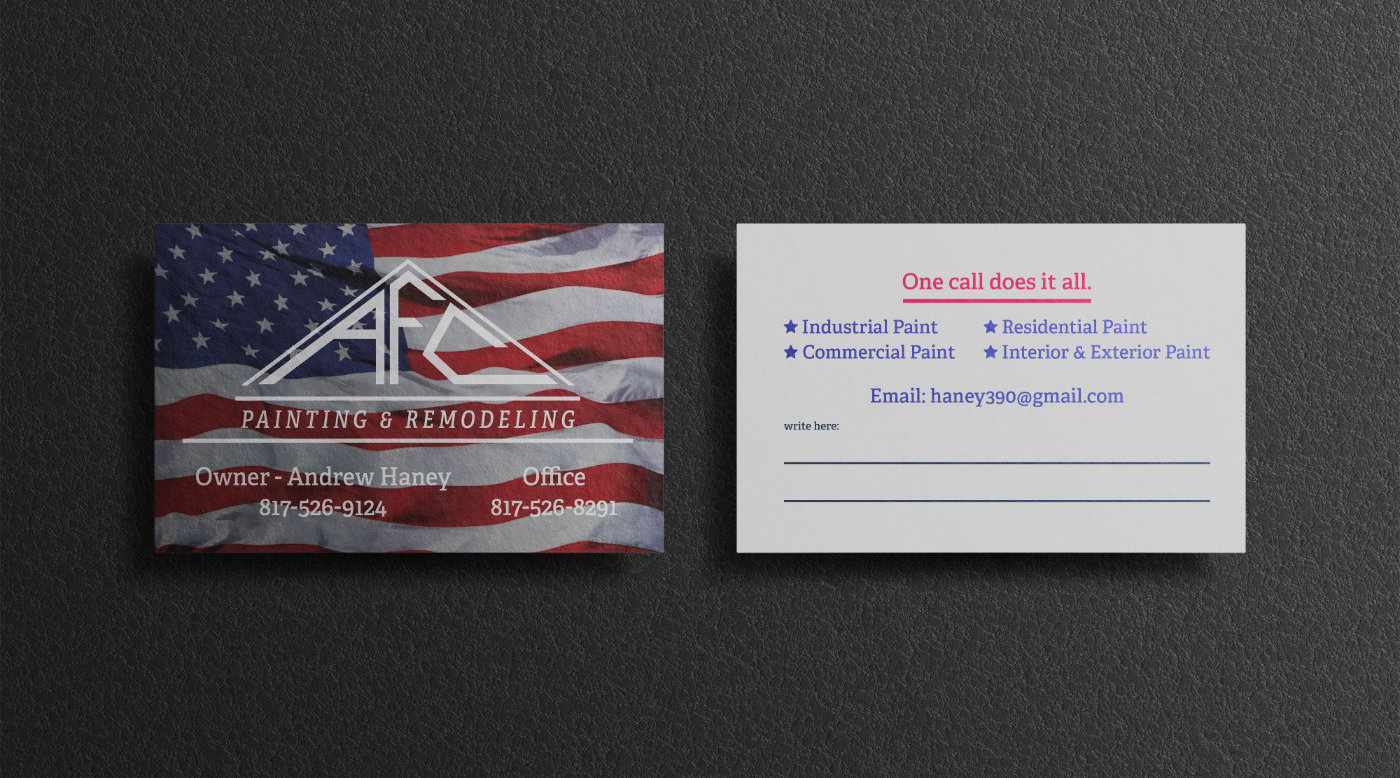 AFC
PAINTING & REMODELING
Owner - Andrew Haney
817-526-9124
Office
817-526-8291
One call does it all.
Industrial Paint
Residential Paint
Commercial Paint
Interior & Exterior Paint
Email: haney390@gmail.com
write here: